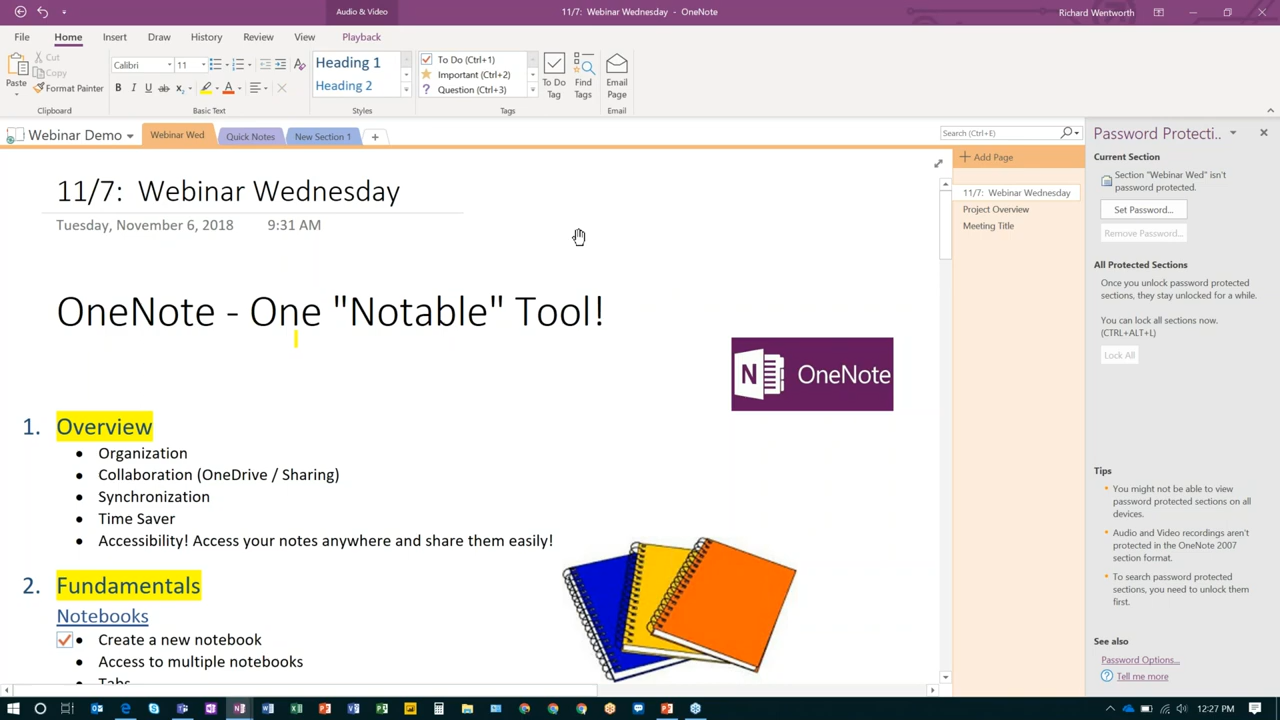 Audio & Video
11/7: Webinar Wednesday - OneNote
Richard Wentworth
File Home Insert Draw History Review View Playback
Paste
Cut
Copy
Format Painter
Clipboard
Calibri 11
B I U ab x
Basic Text
Heading 1
Heading 2
Styles
To Do (Ctrl+1)
Important (Ctrl+2)
Question (Ctrl+3)
Tags
To Do
Tag
Find
Tags
Email
Page
Email
Webinar Demo
Webinar Wed
Quick Notes
New Section 1
Search (Ctrl+E)
11/7: Webinar Wednesday
Tuesday, November 6, 2018 9:31 AM
OneNote - One "Notable" Tool!
N OneNote
1. Overview
• Organization
• Collaboration (OneDrive / Sharing)
• Synchronization
• Time Saver
• Accessibility! Access your notes anywhere and share them easily!
2. Fundamentals
Notebooks
• Create a new notebook
• Access to multiple notebooks
• Tabs
Add Page
11/7: Webinar Wednesday
Project Overview
Meeting Title
Password Protecti..
Current Section
Section "Webinar Wed" isn't
password protected.
Set Password...
Remove Password...
All Protected Sections
Once you unlock password protected
sections, they stay unlocked for a while.
You can lock all sections now.
(CTRL+ALT+L)
Lock All
Tips
• You might not be able to view
password protected sections on all
devices.
• Audio and Video recordings aren't
protected in the OneNote 2007
section format.
• To search password protected
sections, you need to unlock them
first.
See also
Password Options...
Tell me more
12:27 PM